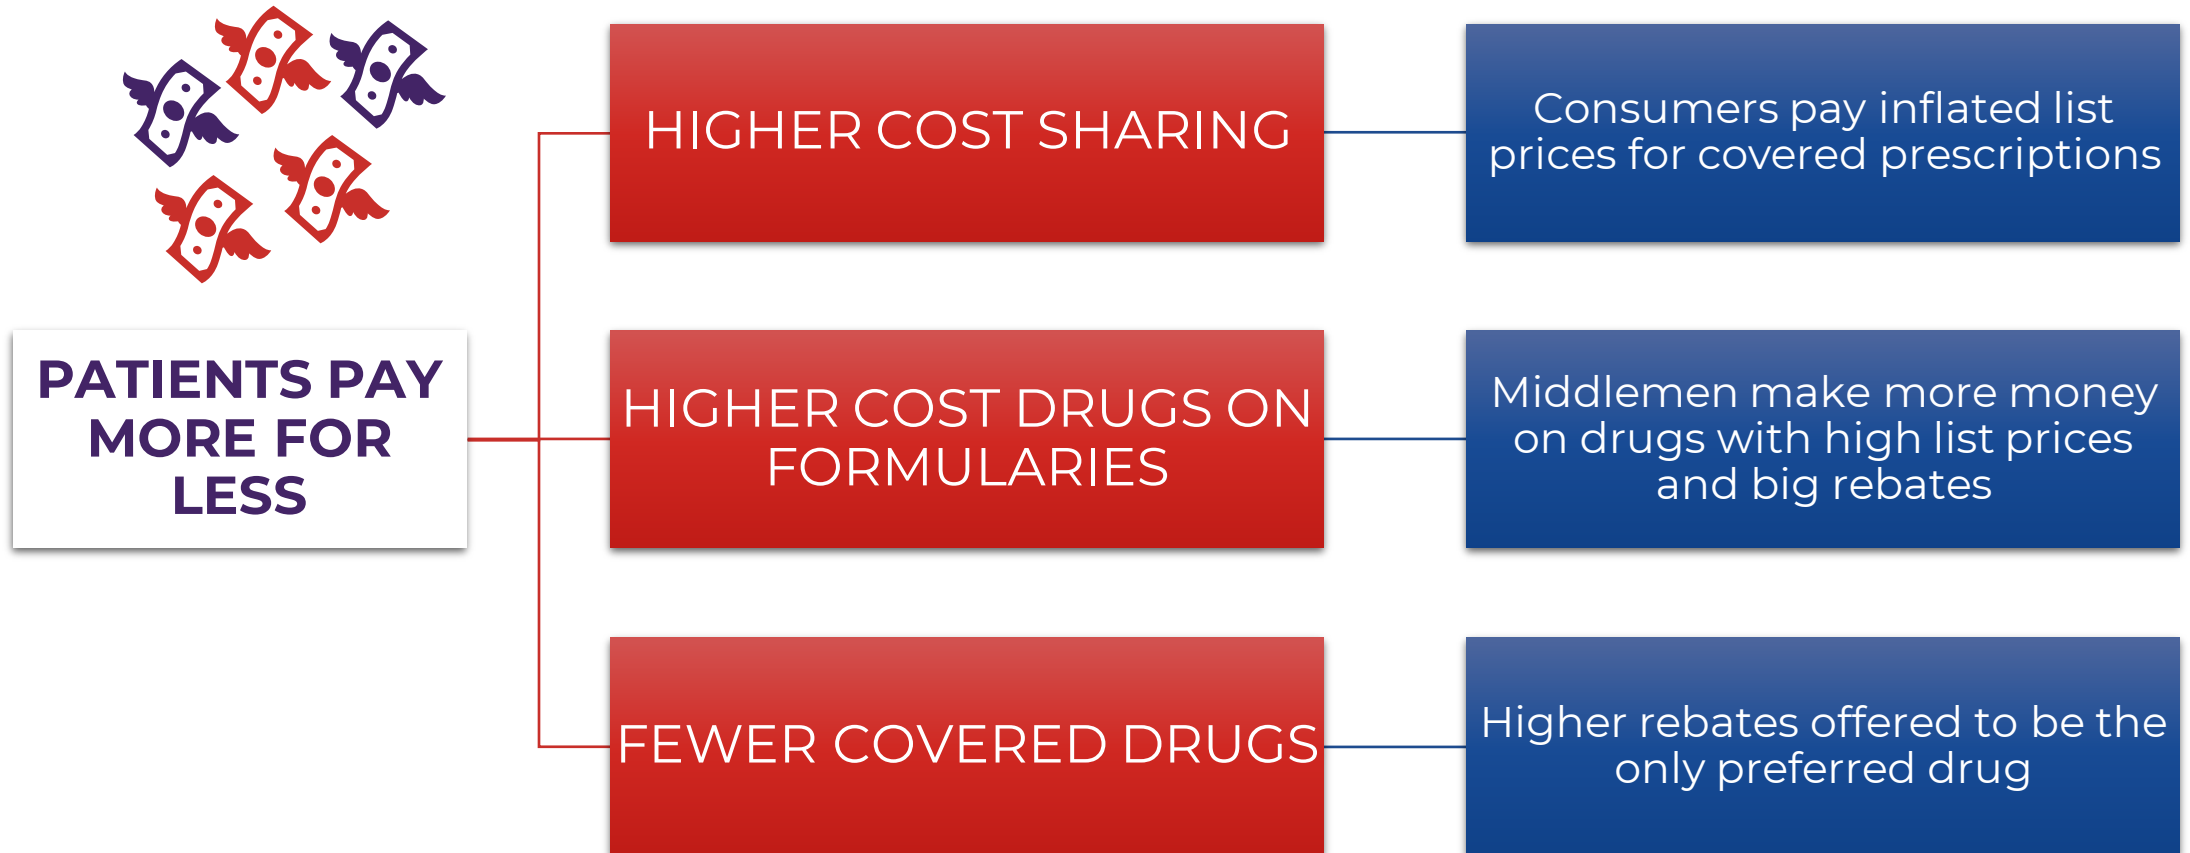 PATIENTS PAY
MORE FOR
LESS
HIGHER COST SHARING
Consumers pay inflated list
prices for covered prescriptions
HIGHER COST DRUGS ON
FORMULARIES
Middlemen make more money
on drugs with high list prices
and big rebates
FEWER COVERED DRUGS
Higher rebates offered to be the
only preferred drug